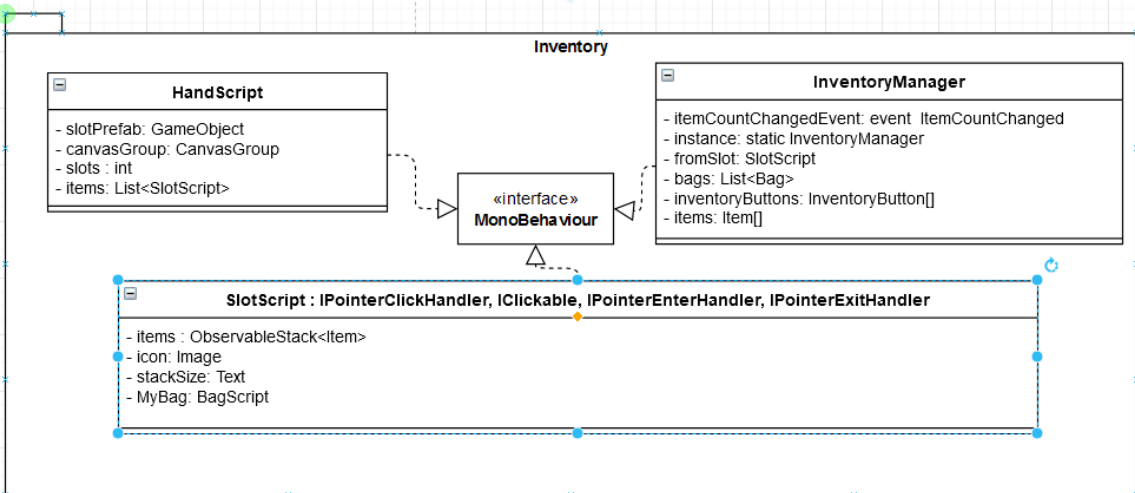 Inventory
HandScript
- slotPrefab: GameObject
- canvasGroup: CanvasGroup
- slots : int
- items: List<SlotScript>
InventoryManager
- itemCountChangedEvent: event ItemCountChanged
- instance: static InventoryManager
- fromSlot: SlotScript
- bags: List<Bag>
- inventoryButtons: InventoryButton[]
- items: Item[]
«interface»
MonoBehaviour
SlotScript : IPointerClickHandler, IClickable, IPointerEnterHandler, IPointerExitHandler
- items : ObservableStack<Item>
- icon: Image
- stackSize: Text
- MyBag: BagScript